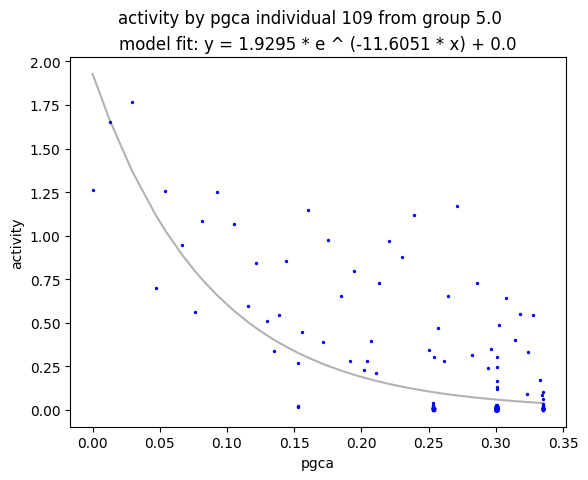 activity by pgca individual 109 from group 5.0
model fit: y = 1.9295 * e ^ (-11.6051 * x) + 0.0
2.00
1.75
1.50
1.25
1.00
0.75
0.50
0.25
0.00
activity
0.00 0.05 0.10 0.15 0.20 0.25 0.30 0.35
pgca